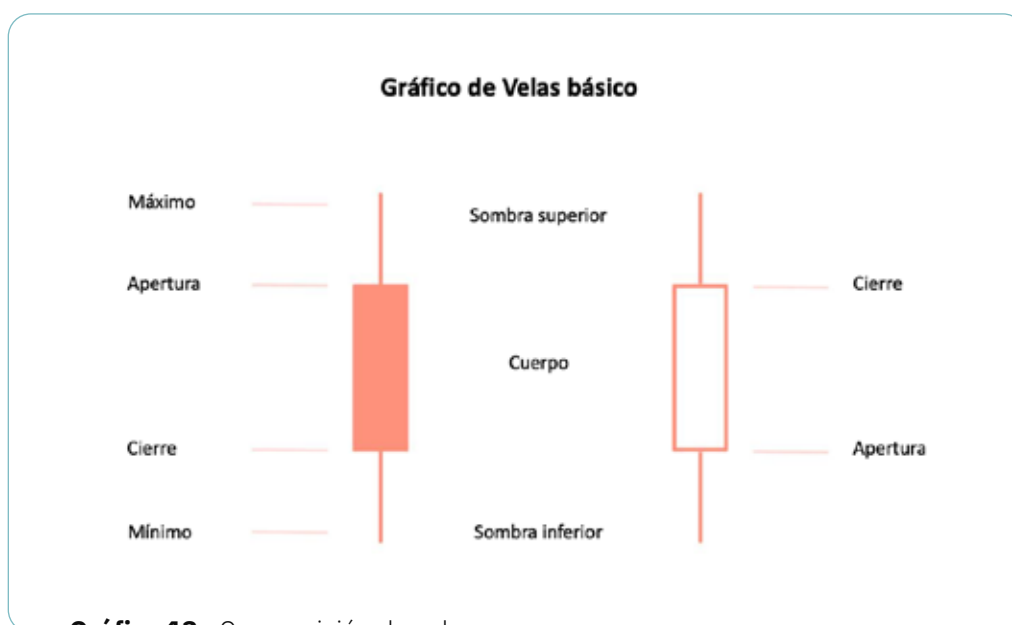 Gráfico de Velas básico
Máximo
Sombra superior
Apertura
Cierre
Cuerpo
Cierre
Apertura
Mínimo
Sombra inferior